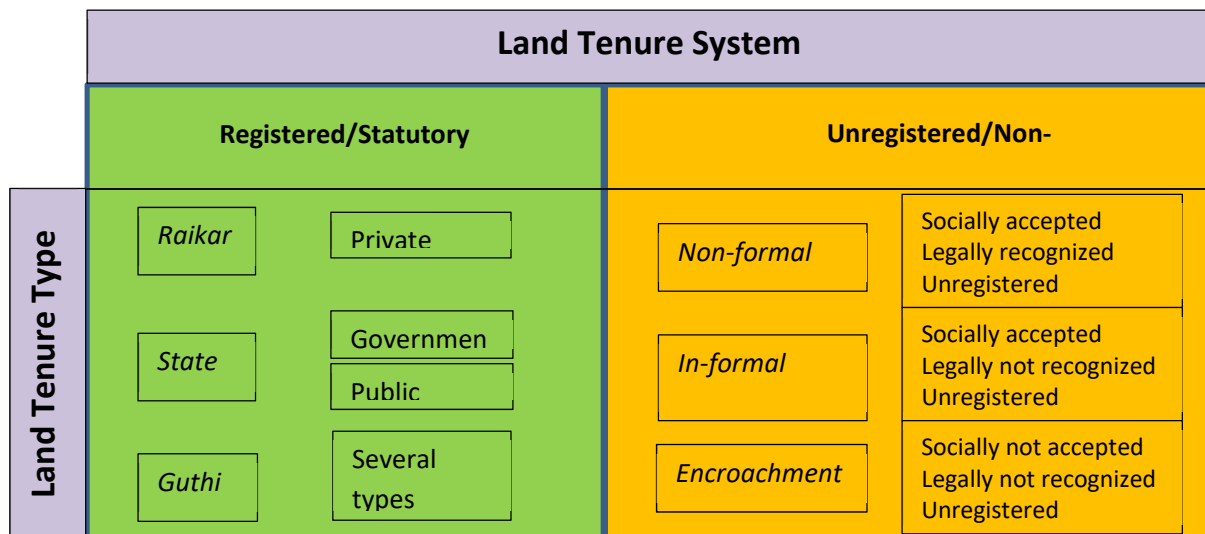 Land Tenure System
Registered/Statutory
Unregistered/Non-
Land Tenure Type
Raikar
Private
Non-formal
Socially accepted
Legally recognized
Unregistered
State
Governmen
Public
In-formal
Socially accepted
Legally not recognized
Unregistered
Guthi
Several
types
Encroachment
Socially not accepted
Legally not recognized
Unregistered